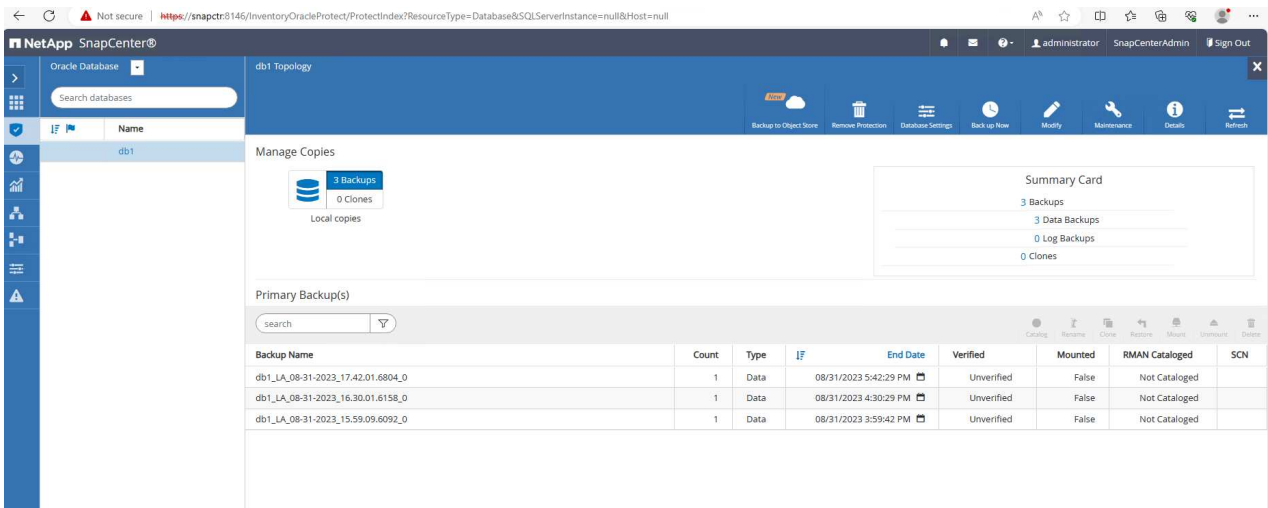 Not secure | https://snapctr:8146/InventoryOracleProtect/ProtectIndex?ResourceType=Database&SQLServerInstance=null&Host=null
NetApp SnapCenter® administrator SnapCenterAdmin Sign Out
Oracle Database db1 Topology
Search databases
New
Backup to Object Store Remove Protection Database Settings Back up Now Modify Maintenance Details Refresh
Name
db1
Manage Copies
3 Backups
0 Clones
Local copies
Summary Card
3 Backups
3 Data Backups
0 Log Backups
0 Clones
Primary Backup(s)
search
Catalog Rename Clone Restore Mount Unmount Delete
Backup Name Count Type End Date Verified Mounted RMAN Cataloged SCN
db1_LA_08-31-2023_17.42.01.6804_0 1 Data 08/31/2023 5:42:29 PM Unverified False Not Cataloged
db1_LA_08-31-2023_16.30.01.6158_0 1 Data 08/31/2023 4:30:29 PM Unverified False Not Cataloged
db1_LA_08-31-2023_15.59.09.6092_0 1 Data 08/31/2023 3:59:42 PM Unverified False Not Cataloged